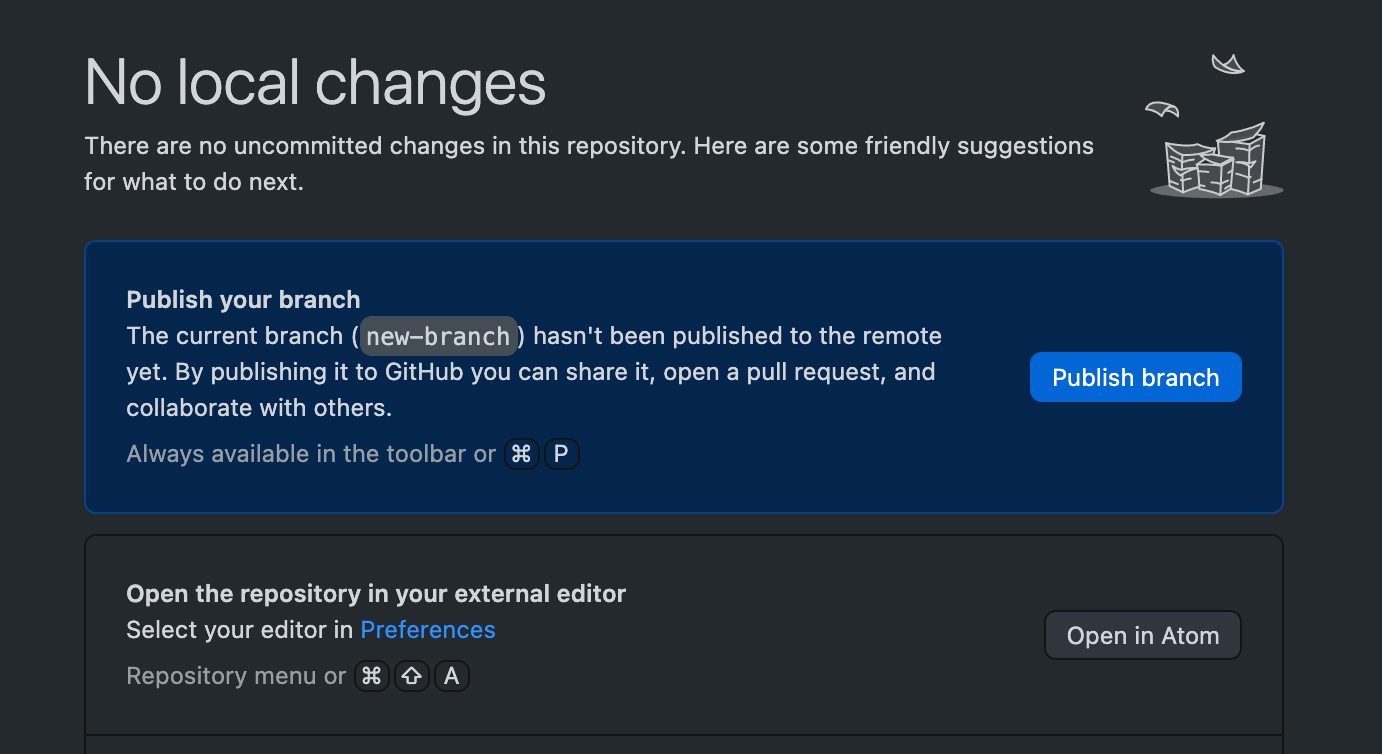 No local changes
There are no uncommitted changes in this repository. Here are some friendly suggestions
for what to do next.
Publish your branch
The current branch (new-branch) hasn't been published to the remote
yet. By publishing it to GitHub you can share it, open a pull request, and
collaborate with others.
Publish branch
Always available in the toolbar or ⌘ P
Open the repository in your external editor
Select your editor in Preferences
Open in Atom
Repository menu or ⌘ ⇧ A